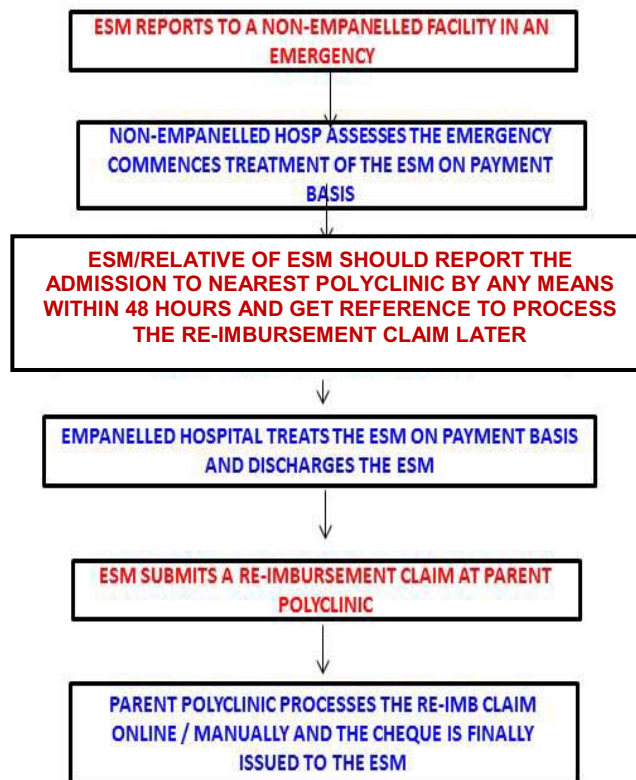 ESM REPORTS TO A NON-EMPANELLED FACILITY IN AN
EMERGENCY
NON-EMPANELLED HOSP ASSESSES THE EMERGENCY
COMMENCES TREATMENT OF THE ESM ON PAYMENT
BASIS
ESM/RELATIVE OF ESM SHOULD REPORT THE
ADMISSION TO NEAREST POLYCLINIC BY ANY MEANS
WITHIN 48 HOURS AND GET REFERENCE TO PROCESS
THE RE-IMBURSEMENT CLAIM LATER
EMPANELLED HOSPITAL TREATS THE ESM ON PAYMENT BASIS
AND DISCHARGES THE ESM
ESM SUBMITS A RE-IMBURSEMENT CLAIM AT PARENT
POLYCLINIC
PARENT POLYCLINIC PROCESSES THE RE-IMB CLAIM
ONLINE / MANUALLY AND THE CHEQUE IS FINALLY
ISSUED TO THE ESM